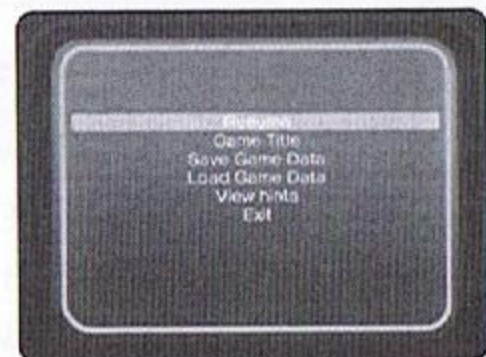 Resume
Game Title
Save Game Data
Load Game Data
View hints
Exit